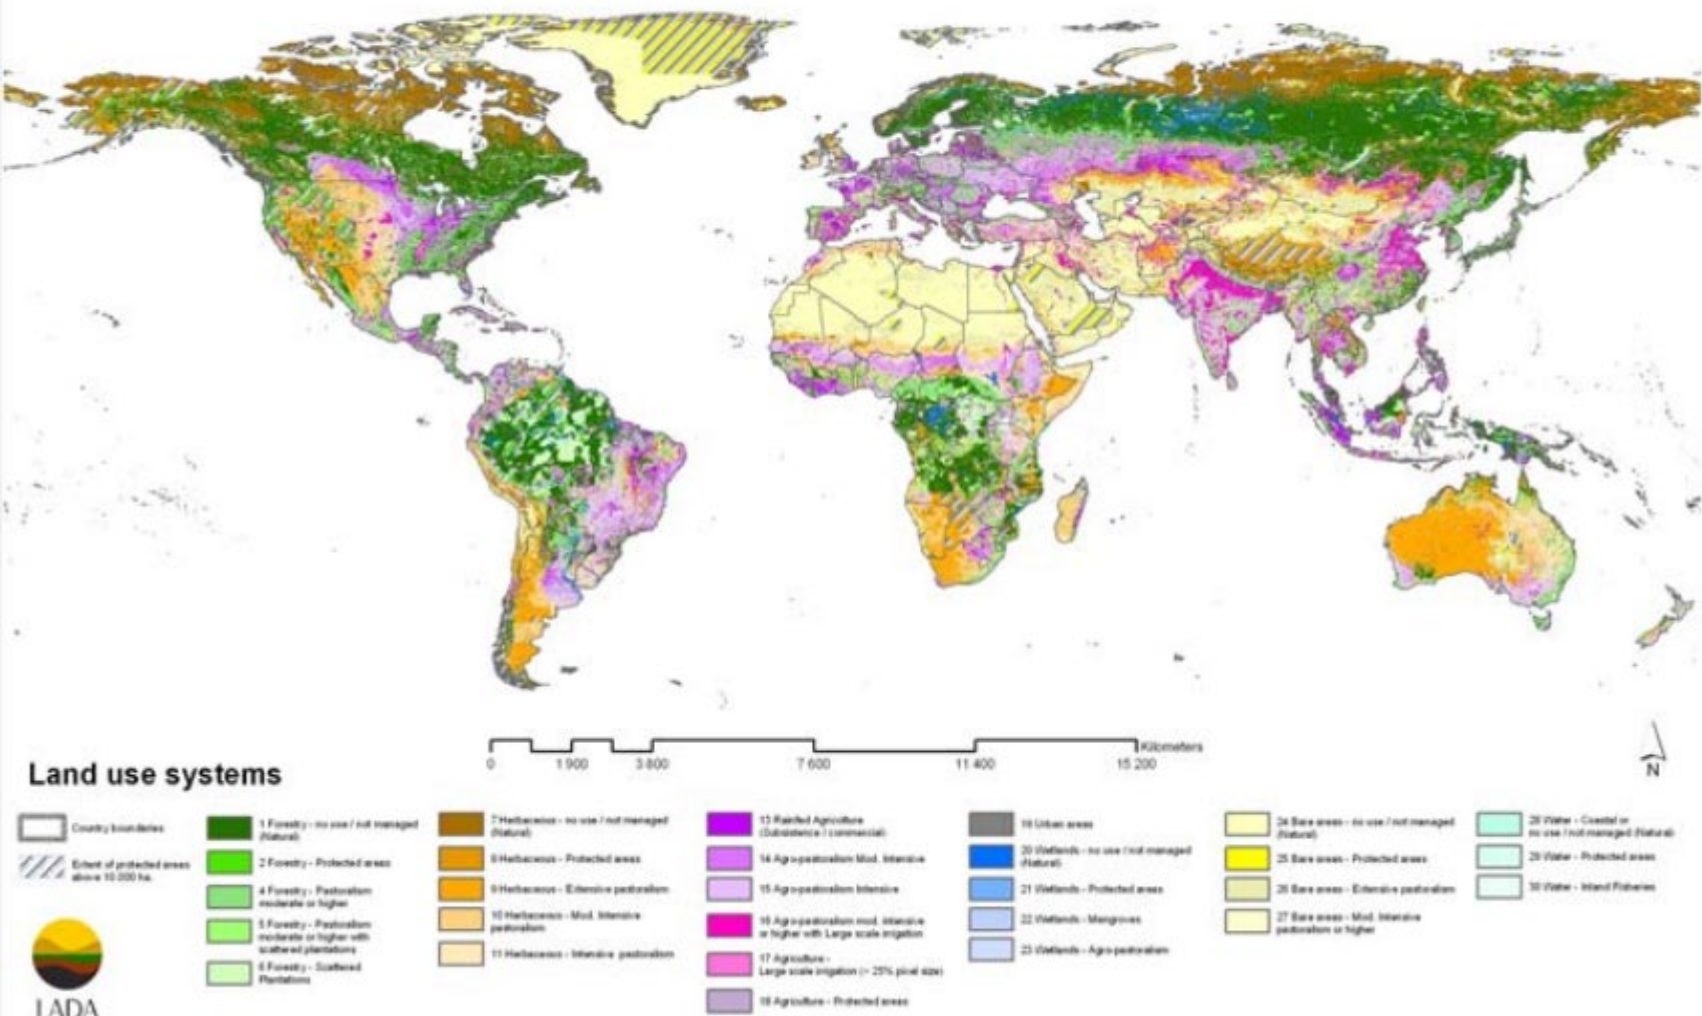 0
1 900
3 800
7 600
11 400
15 200
Kilometers
N
Land use systems
Country boundaries
Extent of protected areas
above 10.000 ha.
LADA
1 Forestry - no use / not managed
(Natural)
2 Forestry - Protected areas
4 Forestry - Pastoralism
moderate or higher
5 Forestry - Pastoralism
moderate or higher with
scattered plantations
6 Forestry - Scattered
Plantations
7 Herbaceous - no use / not managed
(Natural)
8 Herbaceous - Protected areas
9 Herbaceous - Extensive pastoralism
10 Herbaceous - Mod. Intensive
pastoralism
11 Herbaceous - Intensive pastoralism
13 Rainfed Agriculture
(Subsistence / commercial)
14 Agro-pastoralism Mod. Intensive
15 Agro-pastoralism Intensive
16 Agro-pastoralism mod. intensive
or higher with Large scale irrigation
17 Agriculture -
Large scale irrigation (> 25% pixel size)
18 Agriculture - Protected areas
19 Urban areas
20 Wetlands - no use / not managed
(Natural)
21 Wetlands - Protected areas
22 Wetlands - Mangroves
23 Wetlands - Agro-pastoralism
24 Bare areas - no use / not managed
(Natural)
25 Bare areas - Protected areas
26 Bare areas - Extensive pastoralism
27 Bare areas - Mod. Intensive
pastoralism or higher
28 Water - Coastal or
no use / not managed (Natural)
29 Water - Protected areas
30 Water - Inland Fisheries